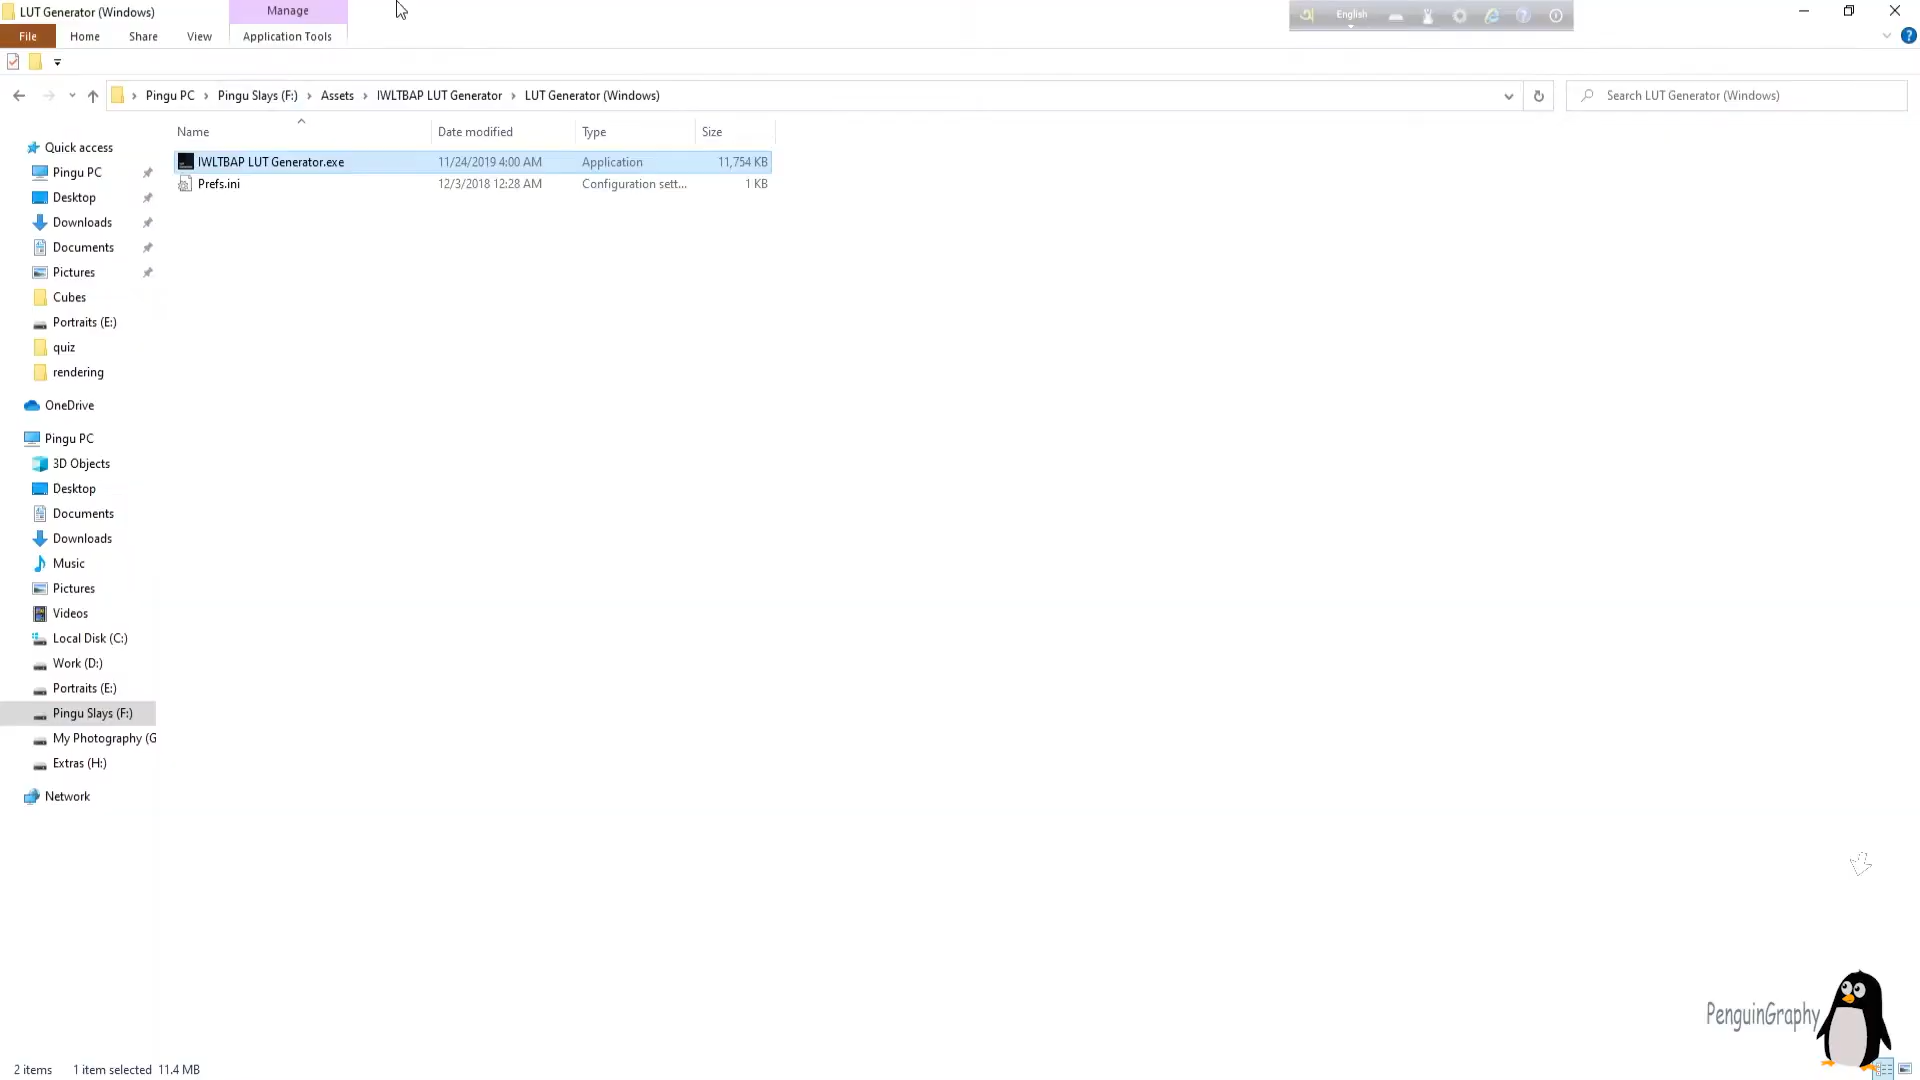 LUT Generator (Windows)
Manage
English
File
Home
Share
View
Application Tools
Pingu PC
Pingu Slays (F:)
Assets
IWLTBAP LUT Generator
LUT Generator (Windows)
Search LUT Generator (Windows)
Name
Date modified
Type
Size
IWLTBAP LUT Generator.exe
11/24/2019 4:00 AM
Application
11,754 KB
Prefs.ini
12/3/2018 12:28 AM
Configuration sett...
1 KB
Quick access
Pingu PC
Desktop
Downloads
Documents
Pictures
Cubes
Portraits (E:)
quiz
rendering
OneDrive
Pingu PC
3D Objects
Desktop
Documents
Downloads
Music
Pictures
Videos
Local Disk (C:)
Work (D:)
Portraits (E:)
Pingu Slays (F:)
My Photography (G
Extras (H:)
Network
PenguinGraphy
2 items
1 item selected 11.4 MB